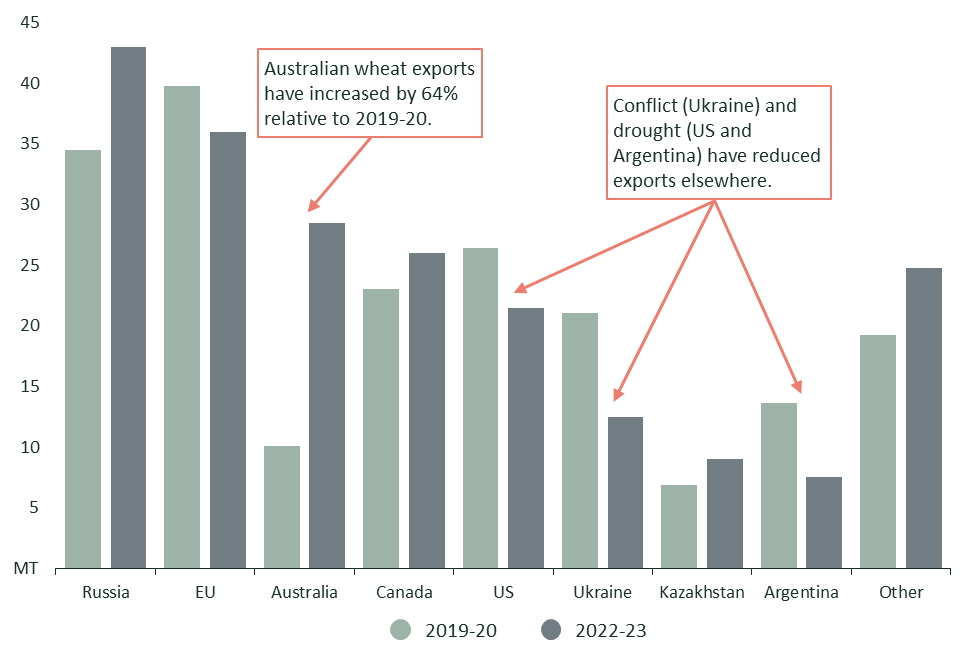 45
40
35
30
25
20
15
10
5
MT
Australian wheat exports
have increased by 64%
relative to 2019-20.
Conflict (Ukraine) and
drought (US and
Argentina) have reduced
exports elsewhere.
Russia
EU
Australia
Canada
US
Ukraine
Kazakhstan
Argentina
Other
2019-20
2022-23